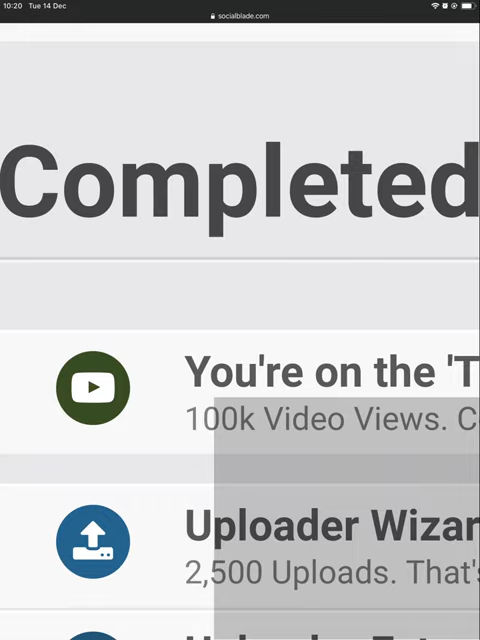 10:20 Tue 14 Dec
socialblade.com
Completed
You're on the 'T
100k Video Views. C
Uploader Wizar
2,500 Uploads. That's